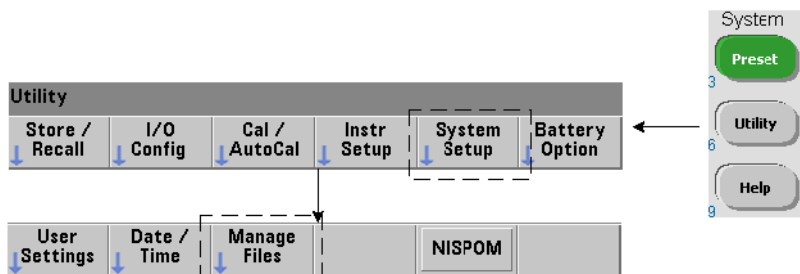 System
Preset
3
Utility
6
Help
9
Utility
Store / Recall
I/O Config
Cal / AutoCal
Instr Setup
System Setup
Battery Option
User Settings
Date / Time
Manage Files
NISPOM